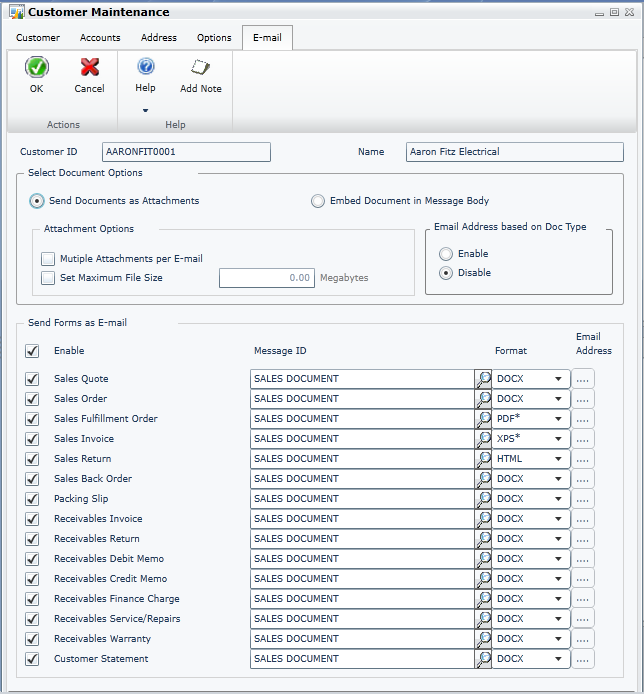 Customer Maintenance
Customer Accounts Address Options E-mail
OK Cancel Help Add Note
Actions Help
Customer ID AARONFIT0001 Name Aaron Fitz Electrical
Select Document Options
Send Documents as Attachments Embed Document in Message Body
Attachment Options Email Address based on Doc Type
Mutiple Attachments per E-mail Enable
Set Maximum File Size 0.00 Megabytes Disable
Send Forms as E-mail
Enable Message ID Format Email Address
Sales Quote SALES DOCUMENT DOCX ....
Sales Order SALES DOCUMENT DOCX ....
Sales Fulfillment Order SALES DOCUMENT PDF* ....
Sales Invoice SALES DOCUMENT XPS* ....
Sales Return SALES DOCUMENT HTML ....
Sales Back Order SALES DOCUMENT DOCX ....
Packing Slip SALES DOCUMENT DOCX ....
Receivables Invoice SALES DOCUMENT DOCX ....
Receivables Return SALES DOCUMENT DOCX ....
Receivables Debit Memo SALES DOCUMENT DOCX ....
Receivables Credit Memo SALES DOCUMENT DOCX ....
Receivables Finance Charge SALES DOCUMENT DOCX ....
Receivables Service/Repairs SALES DOCUMENT DOCX ....
Receivables Warranty SALES DOCUMENT DOCX ....
Customer Statement SALES DOCUMENT DOCX ....